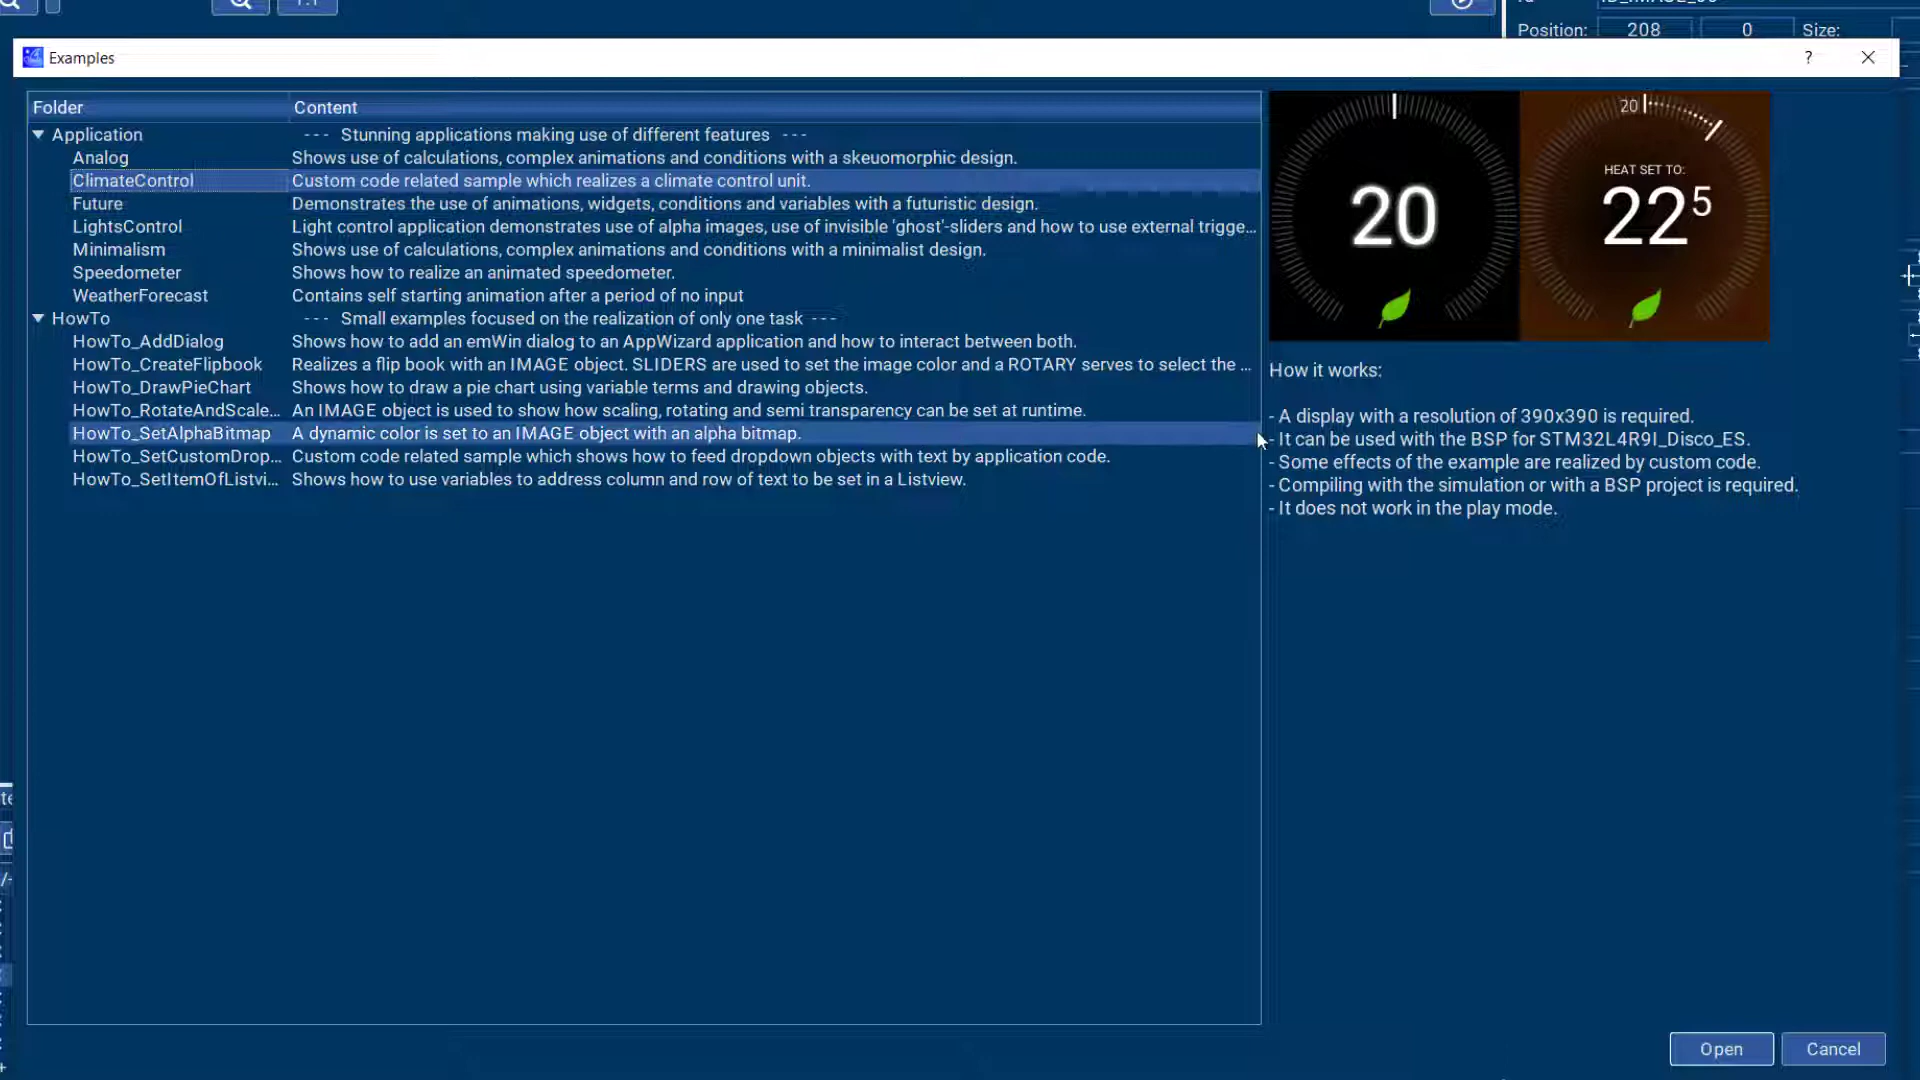 1:1
Position: 208 0 Size:
Examples
?
Folder Content
Application --- Stunning applications making use of different features ---
Analog Shows use of calculations, complex animations and conditions with a skeuomorphic design.
ClimateControl Custom code related sample which realizes a climate control unit.
Future Demonstrates the use of animations, widgets, conditions and variables with a futuristic design.
LightsControl Light control application demonstrates use of alpha images, use of invisible 'ghost'-sliders and how to use external trigge...
Minimalism Shows use of calculations, complex animations and conditions with a minimalist design.
Speedometer Shows how to realize an animated speedometer.
WeatherForecast Contains self starting animation after a period of no input
HowTo --- Small examples focused on the realization of only one task ---
HowTo_AddDialog Shows how to add an emWin dialog to an AppWizard application and how to interact between both.
HowTo_CreateFlipbook Realizes a flip book with an IMAGE object. SLIDERS are used to set the image color and a ROTARY serves to select the ...
HowTo_DrawPieChart Shows how to draw a pie chart using variable terms and drawing objects.
HowTo_RotateAndScale... An IMAGE object is used to show how scaling, rotating and semi transparency can be set at runtime.
HowTo_SetAlphaBitmap A dynamic color is set to an IMAGE object with an alpha bitmap.
HowTo_SetCustomDrop... Custom code related sample which shows how to feed dropdown objects with text by application code.
HowTo_SetItemOfListvi... Shows how to use variables to address column and row of text to be set in a Listview.
20
20
HEAT SET TO:
22 5
How it works:
- A display with a resolution of 390x390 is required.
- It can be used with the BSP for STM32L4R9I_Disco_ES.
- Some effects of the example are realized by custom code.
- Compiling with the simulation or with a BSP project is required.
- It does not work in the play mode.
Open Cancel